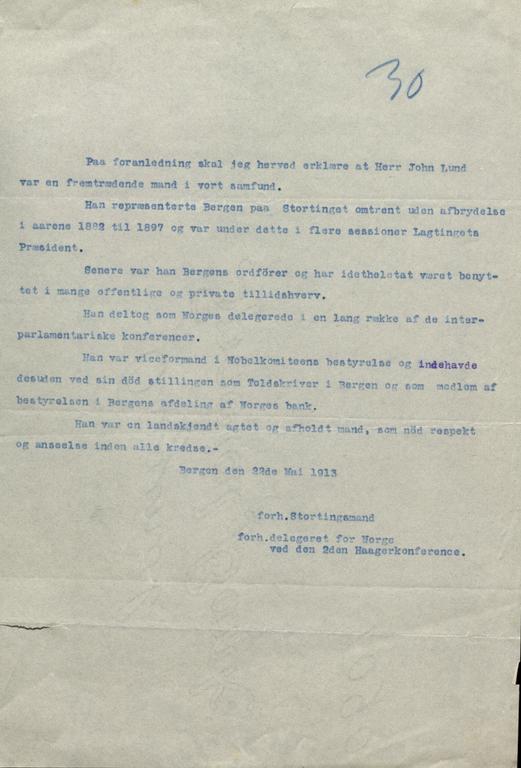 30
Paa foranledning skal jeg herved erklære at Herr John Lund
var en fremtrædende mand i vort samfund.
Han repræsenterte Bergen paa Stortinget omtrent uden afbrydelse
i aarene 1882 til 1897 og var under dette i flere sessioner Lagtingets
Præsident.
Senere var han Bergens ordförer og har idetheletat været benyt-
tet i mange offentlige og private tillidshverv.
Han deltog som Norges delegerede i en lang række af de inter-
parlamentariske konferencer.
Han var viceformand i Nobelkomiteens bestyrelse og indehavde
desuden ved sin död stillingen som Toldskriver i Bergen og som medlem af
bestyrelsen i Bergens afdeling af Norges bank.
Han var en landskjendt agtet og afholdt mand, som nöd respekt
og anseelse inden alle kredse.-
Bergen den 22de Mai 1913
forh.Stortingsmand
forh.delegeret for Norge
ved den 2den Haagerkonference.